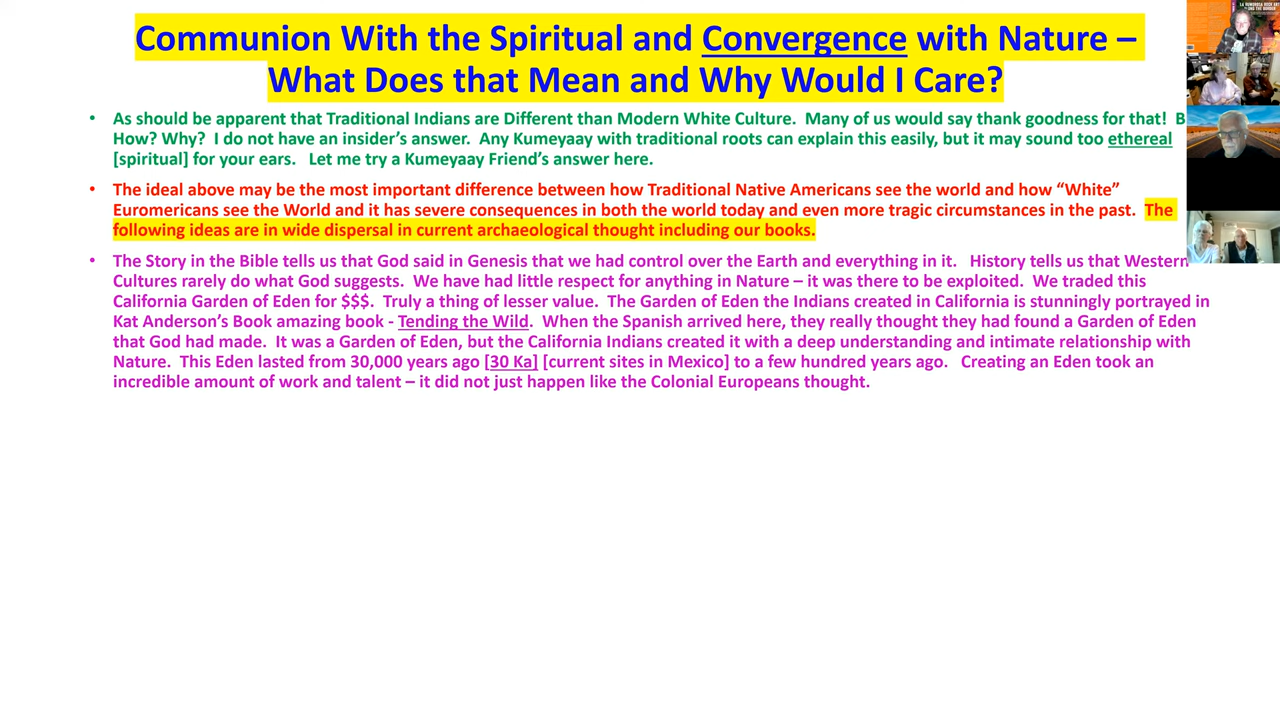 Communion With the Spiritual and Convergence with Nature –
What Does that Mean and Why Would I Care?
• As should be apparent that Traditional Indians are Different than Modern White Culture. Many of us would say thank goodness for that! B
How? Why? I do not have an insider's answer. Any Kumeyaay with traditional roots can explain this easily, but it may sound too ethereal
[spiritual] for your ears. Let me try a Kumeyaay Friend's answer here.
• The ideal above may be the most important difference between how Traditional Native Americans see the world and how “White”
Euromericans see the World and it has severe consequences in both the world today and even more tragic circumstances in the past. The
following ideas are in wide dispersal in current archaeological thought including our books.
• The Story in the Bible tells us that God said in Genesis that we had control over the Earth and everything in it. History tells us that Western
Cultures rarely do what God suggests. We have had little respect for anything in Nature – it was there to be exploited. We traded this
California Garden of Eden for $$$. Truly a thing of lesser value. The Garden of Eden the Indians created in California is stunningly portrayed in
Kat Anderson's Book amazing book - Tending the Wild. When the Spanish arrived here, they really thought they had found a Garden of Eden
that God had made. It was a Garden of Eden, but the California Indians created it with a deep understanding and intimate relationship with
Nature. This Eden lasted from 30,000 years ago [30 Ka] [current sites in Mexico] to a few hundred years ago. Creating an Eden took an
incredible amount of work and talent – it did not just happen like the Colonial Europeans thought.